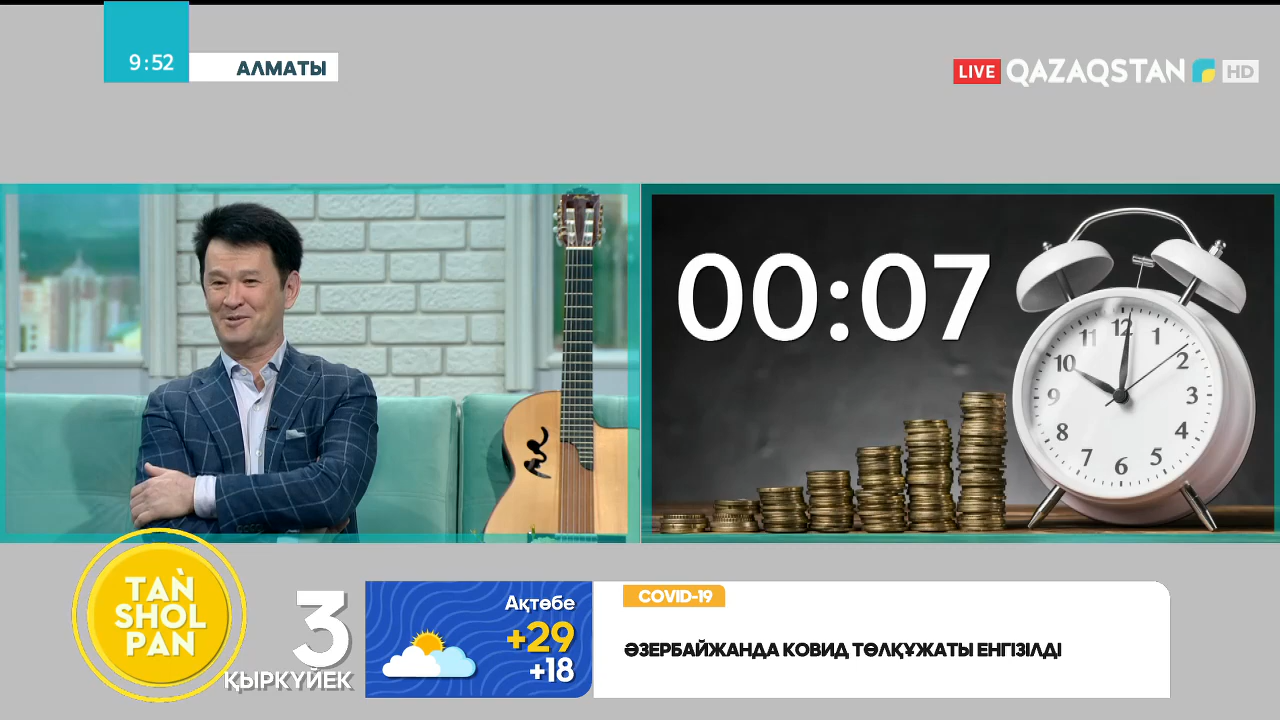 9:52
АЛМАТЫ
LIVE QAZAQSTAN HD
00:07
12
1
2
3
4
5
6
7
8
9
10
11
TAŃ
SHOL
PAN
3
ҚЫРКҮЙЕК
Ақтөбе
+29
+18
COVID-19
ӘЗЕРБАЙЖАНДА КОВИД ТӨЛҚҰЖАТЫ ЕНГІЗІЛДІ